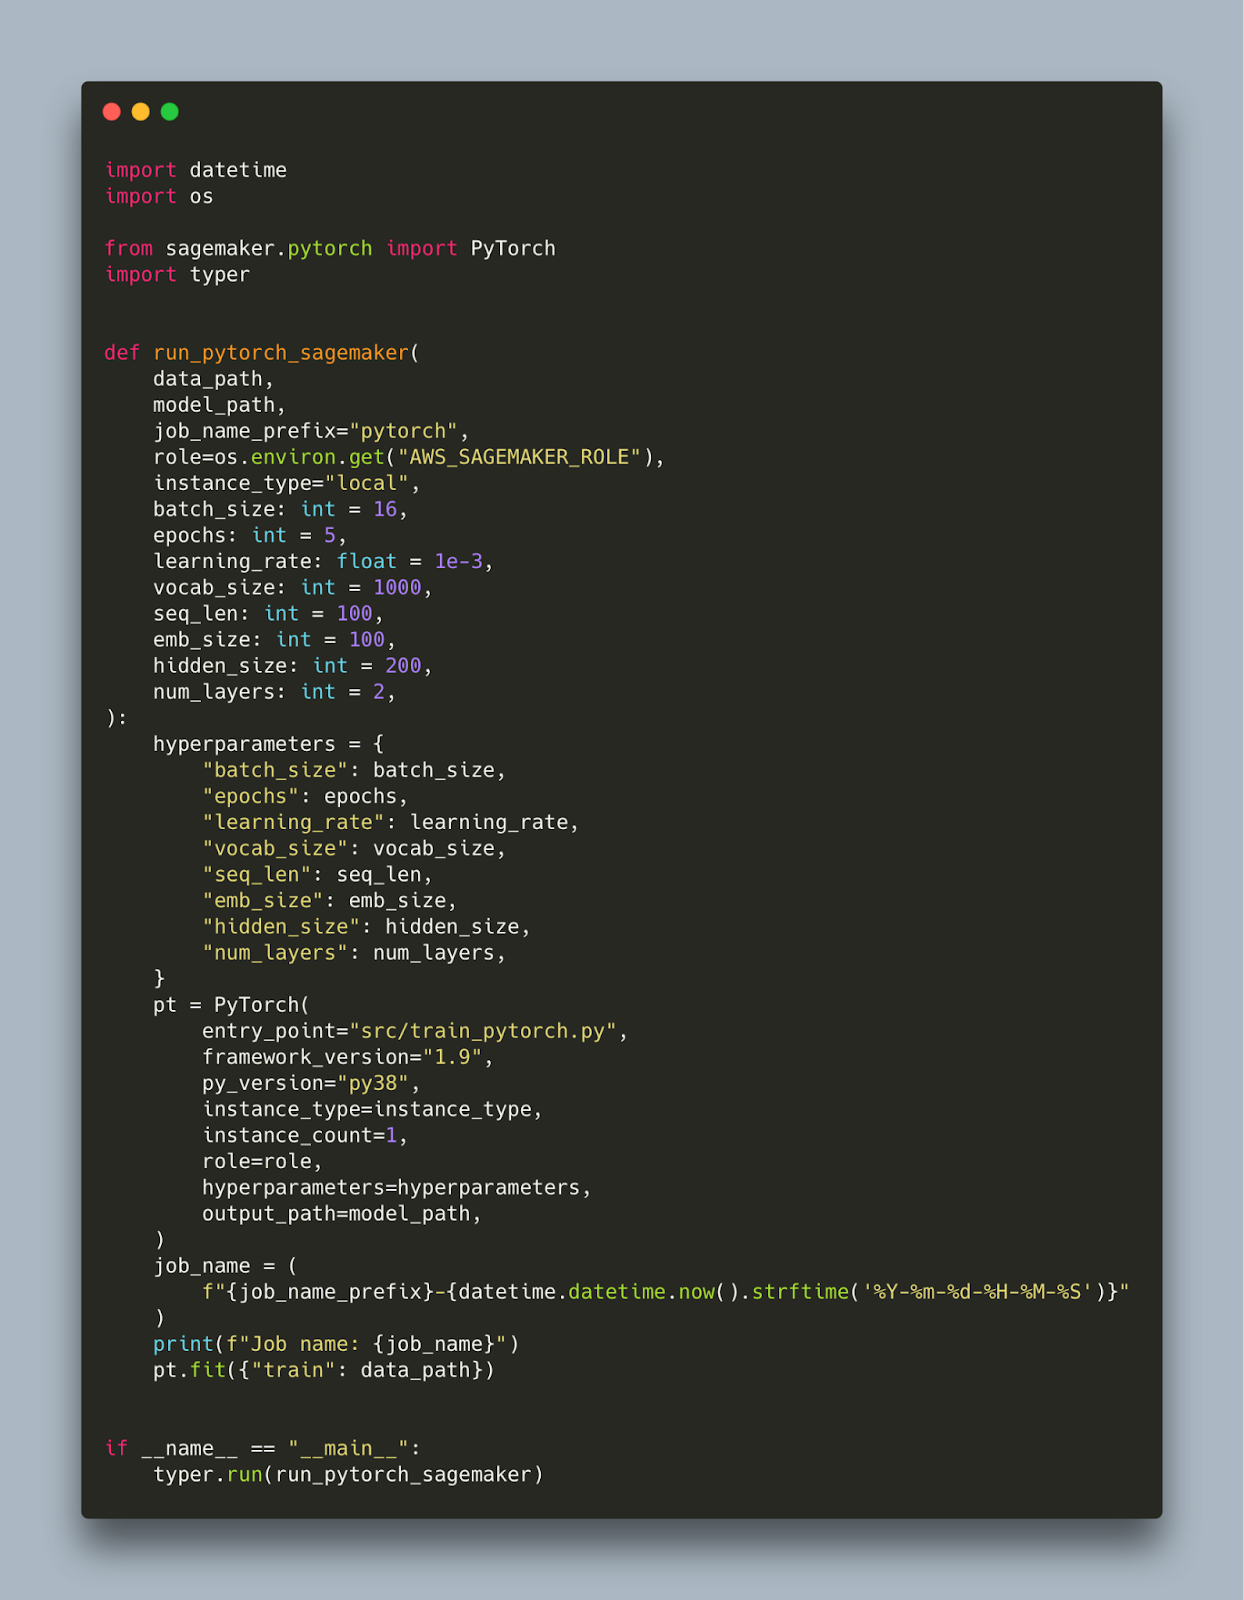 import datetime
import os

from sagemaker.pytorch import PyTorch
import typer


def run_pytorch_sagemaker(
    data_path,
    model_path,
    job_name_prefix="pytorch",
    role=os.environ.get("AWS_SAGEMAKER_ROLE"),
    instance_type="local",
    batch_size: int = 16,
    epochs: int = 5,
    learning_rate: float = 1e-3,
    vocab_size: int = 1000,
    seq_len: int = 100,
    emb_size: int = 100,
    hidden_size: int = 200,
    num_layers: int = 2,
):
    hyperparameters = {
        "batch_size": batch_size,
        "epochs": epochs,
        "learning_rate": learning_rate,
        "vocab_size": vocab_size,
        "seq_len": seq_len,
        "emb_size": emb_size,
        "hidden_size": hidden_size,
        "num_layers": num_layers,
    }
    pt = PyTorch(
        entry_point="src/train_pytorch.py",
        framework_version="1.9",
        py_version="py38",
        instance_type=instance_type,
        instance_count=1,
        role=role,
        hyperparameters=hyperparameters,
        output_path=model_path,
    )
    job_name = (
        f"{job_name_prefix}-{datetime.datetime.now().strftime('%Y-%m-%d-%H-%M-%S')}"
    )
    print(f"Job name: {job_name}")
    pt.fit({"train": data_path})


if __name__ == "__main__":
    typer.run(run_pytorch_sagemaker)